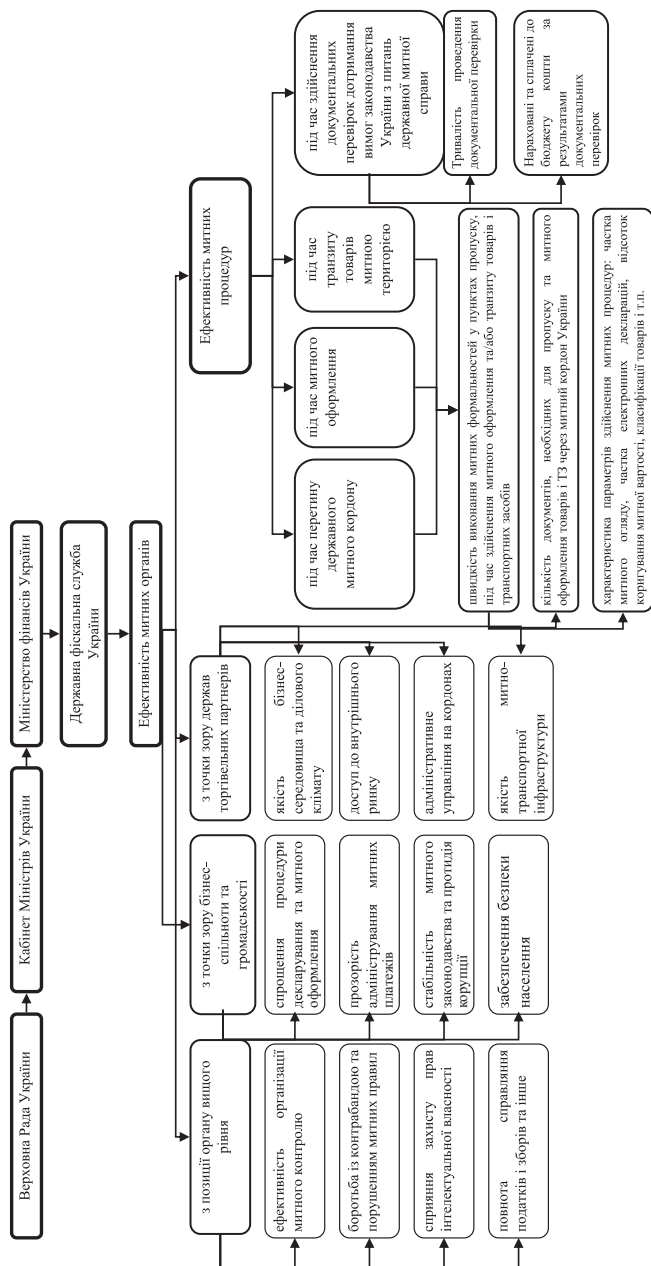 Верховна Рада України
Кабінет Міністрів України
Міністерство фінансів України
Державна фіскальна служба
України
Ефективність митних органів
з позиції органу вищого
рівня
ефективність організації
митного контролю
боротьба із контрабандою та
порушенням митних правил
сприяння захисту прав
інтелектуальної власності
повнота справляння
податків і зборів та інше
з точки зору бізнес-
спільноти та
громадськості
спрощення процедури
декларування та митного
оформлення
прозорість
адміністрування митних
платежів
стабільність митного
законодавства та протидія
корупції
забезпечення безпеки
населення
з точки зору держав
торгівельних партнерів
якість бізнес-
середовища та ділового
клімату
доступ до внутрішнього
ринку
адміністративне
управління на кордонах
якість митно-
транспортної
інфраструктури
Ефективність митних
процедур
під час перетину
державного
митного кордону
під час митного
оформлення
під час
транзиту
товарів
митною
територією
під час здійснення
документальних
перевірок дотримання
вимог законодавства
України з питань
державної митної
справи
швидкість виконання митних формальностей у пунктах пропуску,
під час здійснення митного оформлення та/або транзиту товарів і
транспортних засобів
кількість документів, необхідних для пропуску та митного
оформлення товарів і ТЗ через митний кордон України
характеристика параметрів здійснення митних процедур: частка
митного огляду, частка електронних декларацій, відсоток
коригування митної вартості, класифікації товарів і т.п.
Тривалість проведення
документальної перевірки
Нараховані та сплачені до
бюджету кошти за
результатами
документальних
перевірок